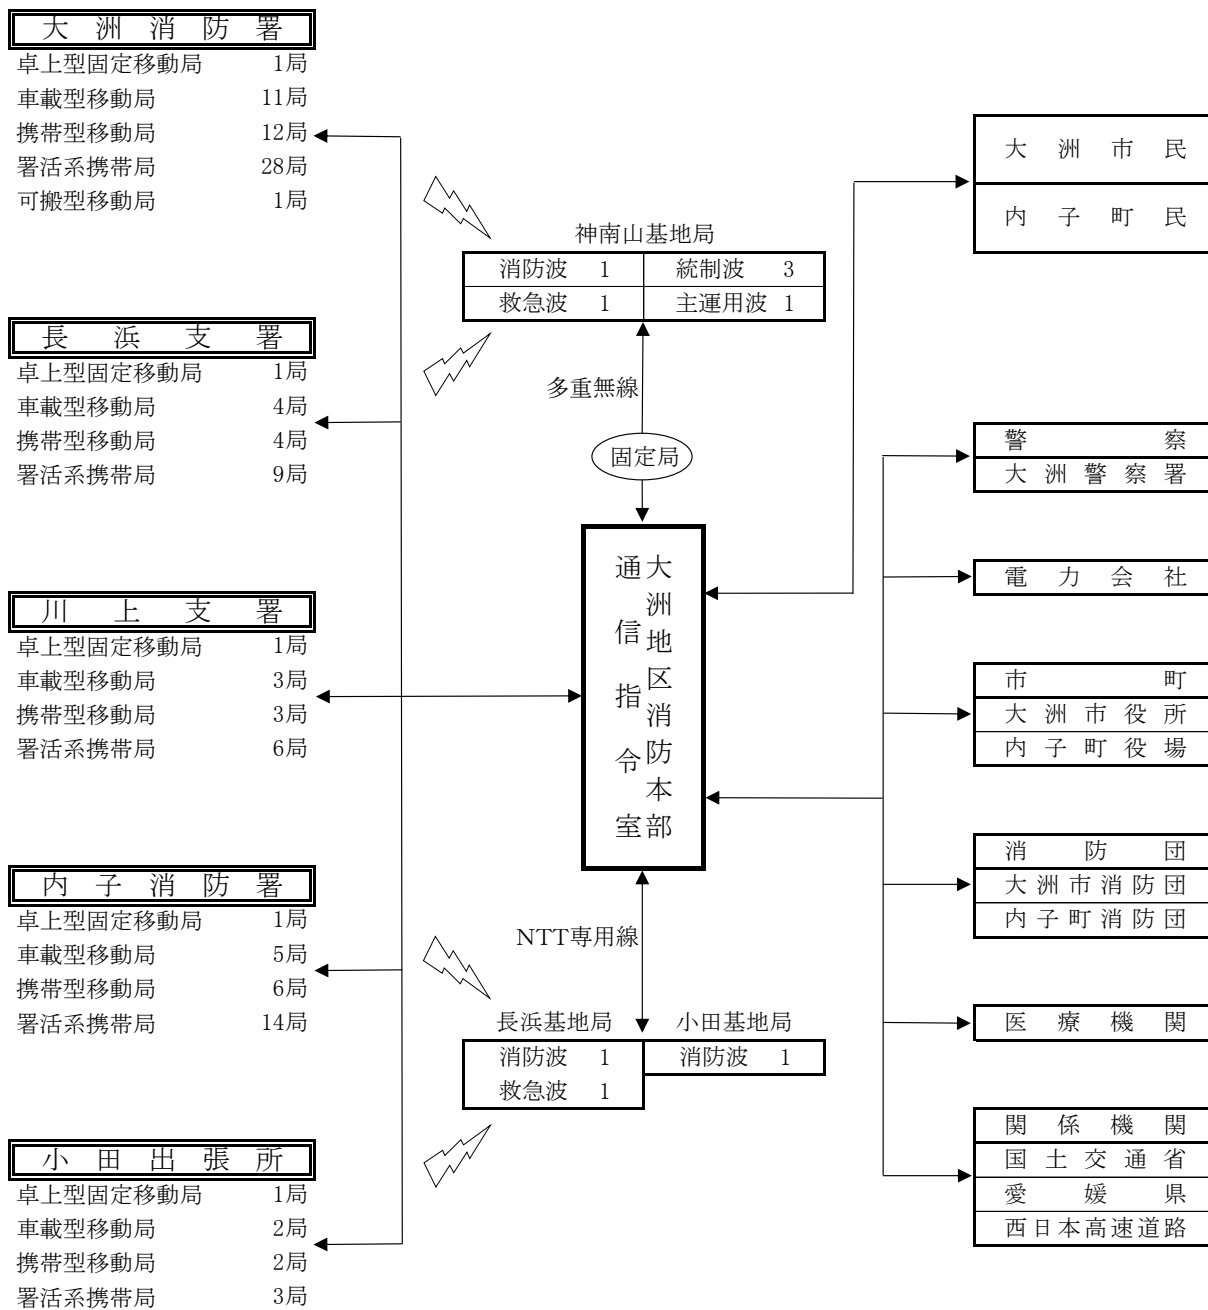 大洲消防署
卓上型固定移動局 1局
車載型移動局 11局
携帯型移動局 12局
署活系携帯局 28局
可搬型移動局 1局
長浜支署
卓上型固定移動局 1局
車載型移動局 4局
携帯型移動局 4局
署活系携帯局 9局
川上支署
卓上型固定移動局 1局
車載型移動局 3局
携帯型移動局 3局
署活系携帯局 6局
内子消防署
卓上型固定移動局 1局
車載型移動局 5局
携帯型移動局 6局
署活系携帯局 14局
小田出張所
卓上型固定移動局 1局
車載型移動局 2局
携帯型移動局 2局
署活系携帯局 3局
神南山基地局
消防波 1 統制波 3
救急波 1 主運用波 1
多重無線
固定局
大洲地区消防本部
通信指令室
NTT専用線
長浜基地局 小田基地局
消防波 1 消防波 1
救急波 1
大洲市民
内子町民
警察
大洲警察署
電力会社
市町
大洲市役所
内子町役場
消防団
大洲市消防団
内子町消防団
医療機関
関係機関
国土交通省
愛媛県
西日本高速道路